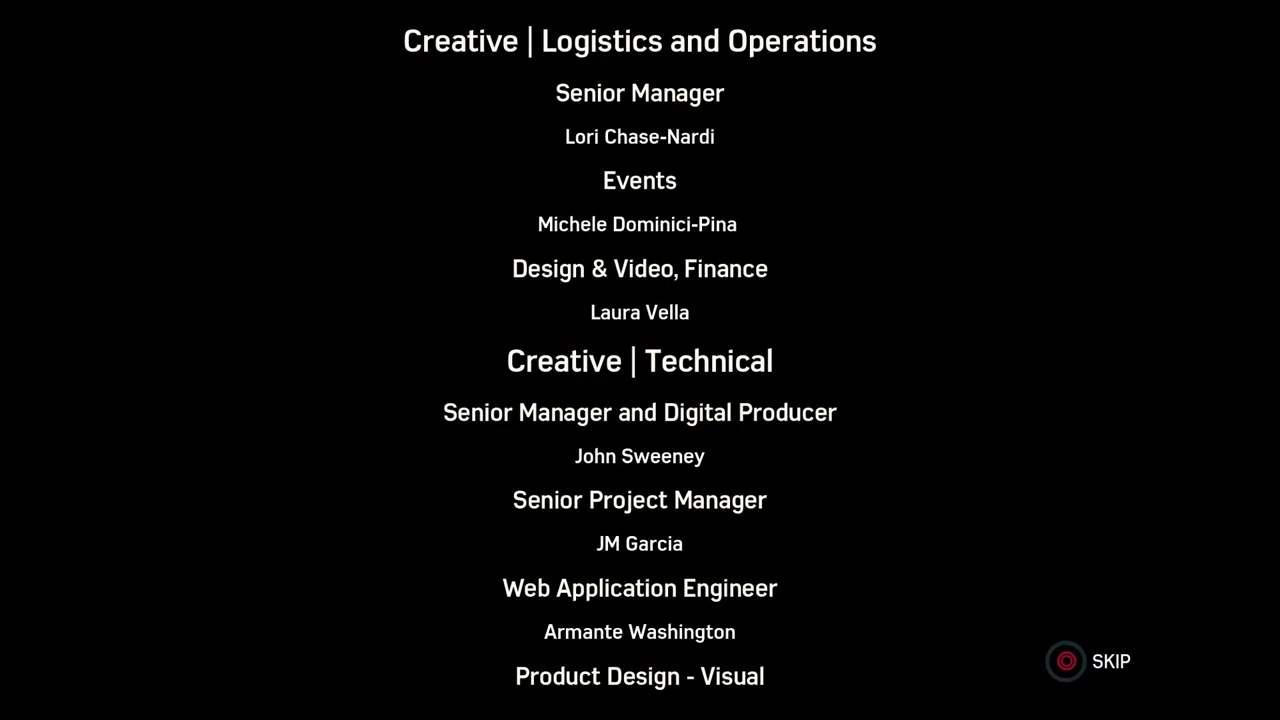 Creative | Logistics and Operations
Senior Manager
Lori Chase-Nardi
Events
Michele Dominici-Pina
Design & Video, Finance
Laura Vella
Creative | Technical
Senior Manager and Digital Producer
John Sweeney
Senior Project Manager
JM Garcia
Web Application Engineer
Armante Washington
SKIP
Product Design - Visual